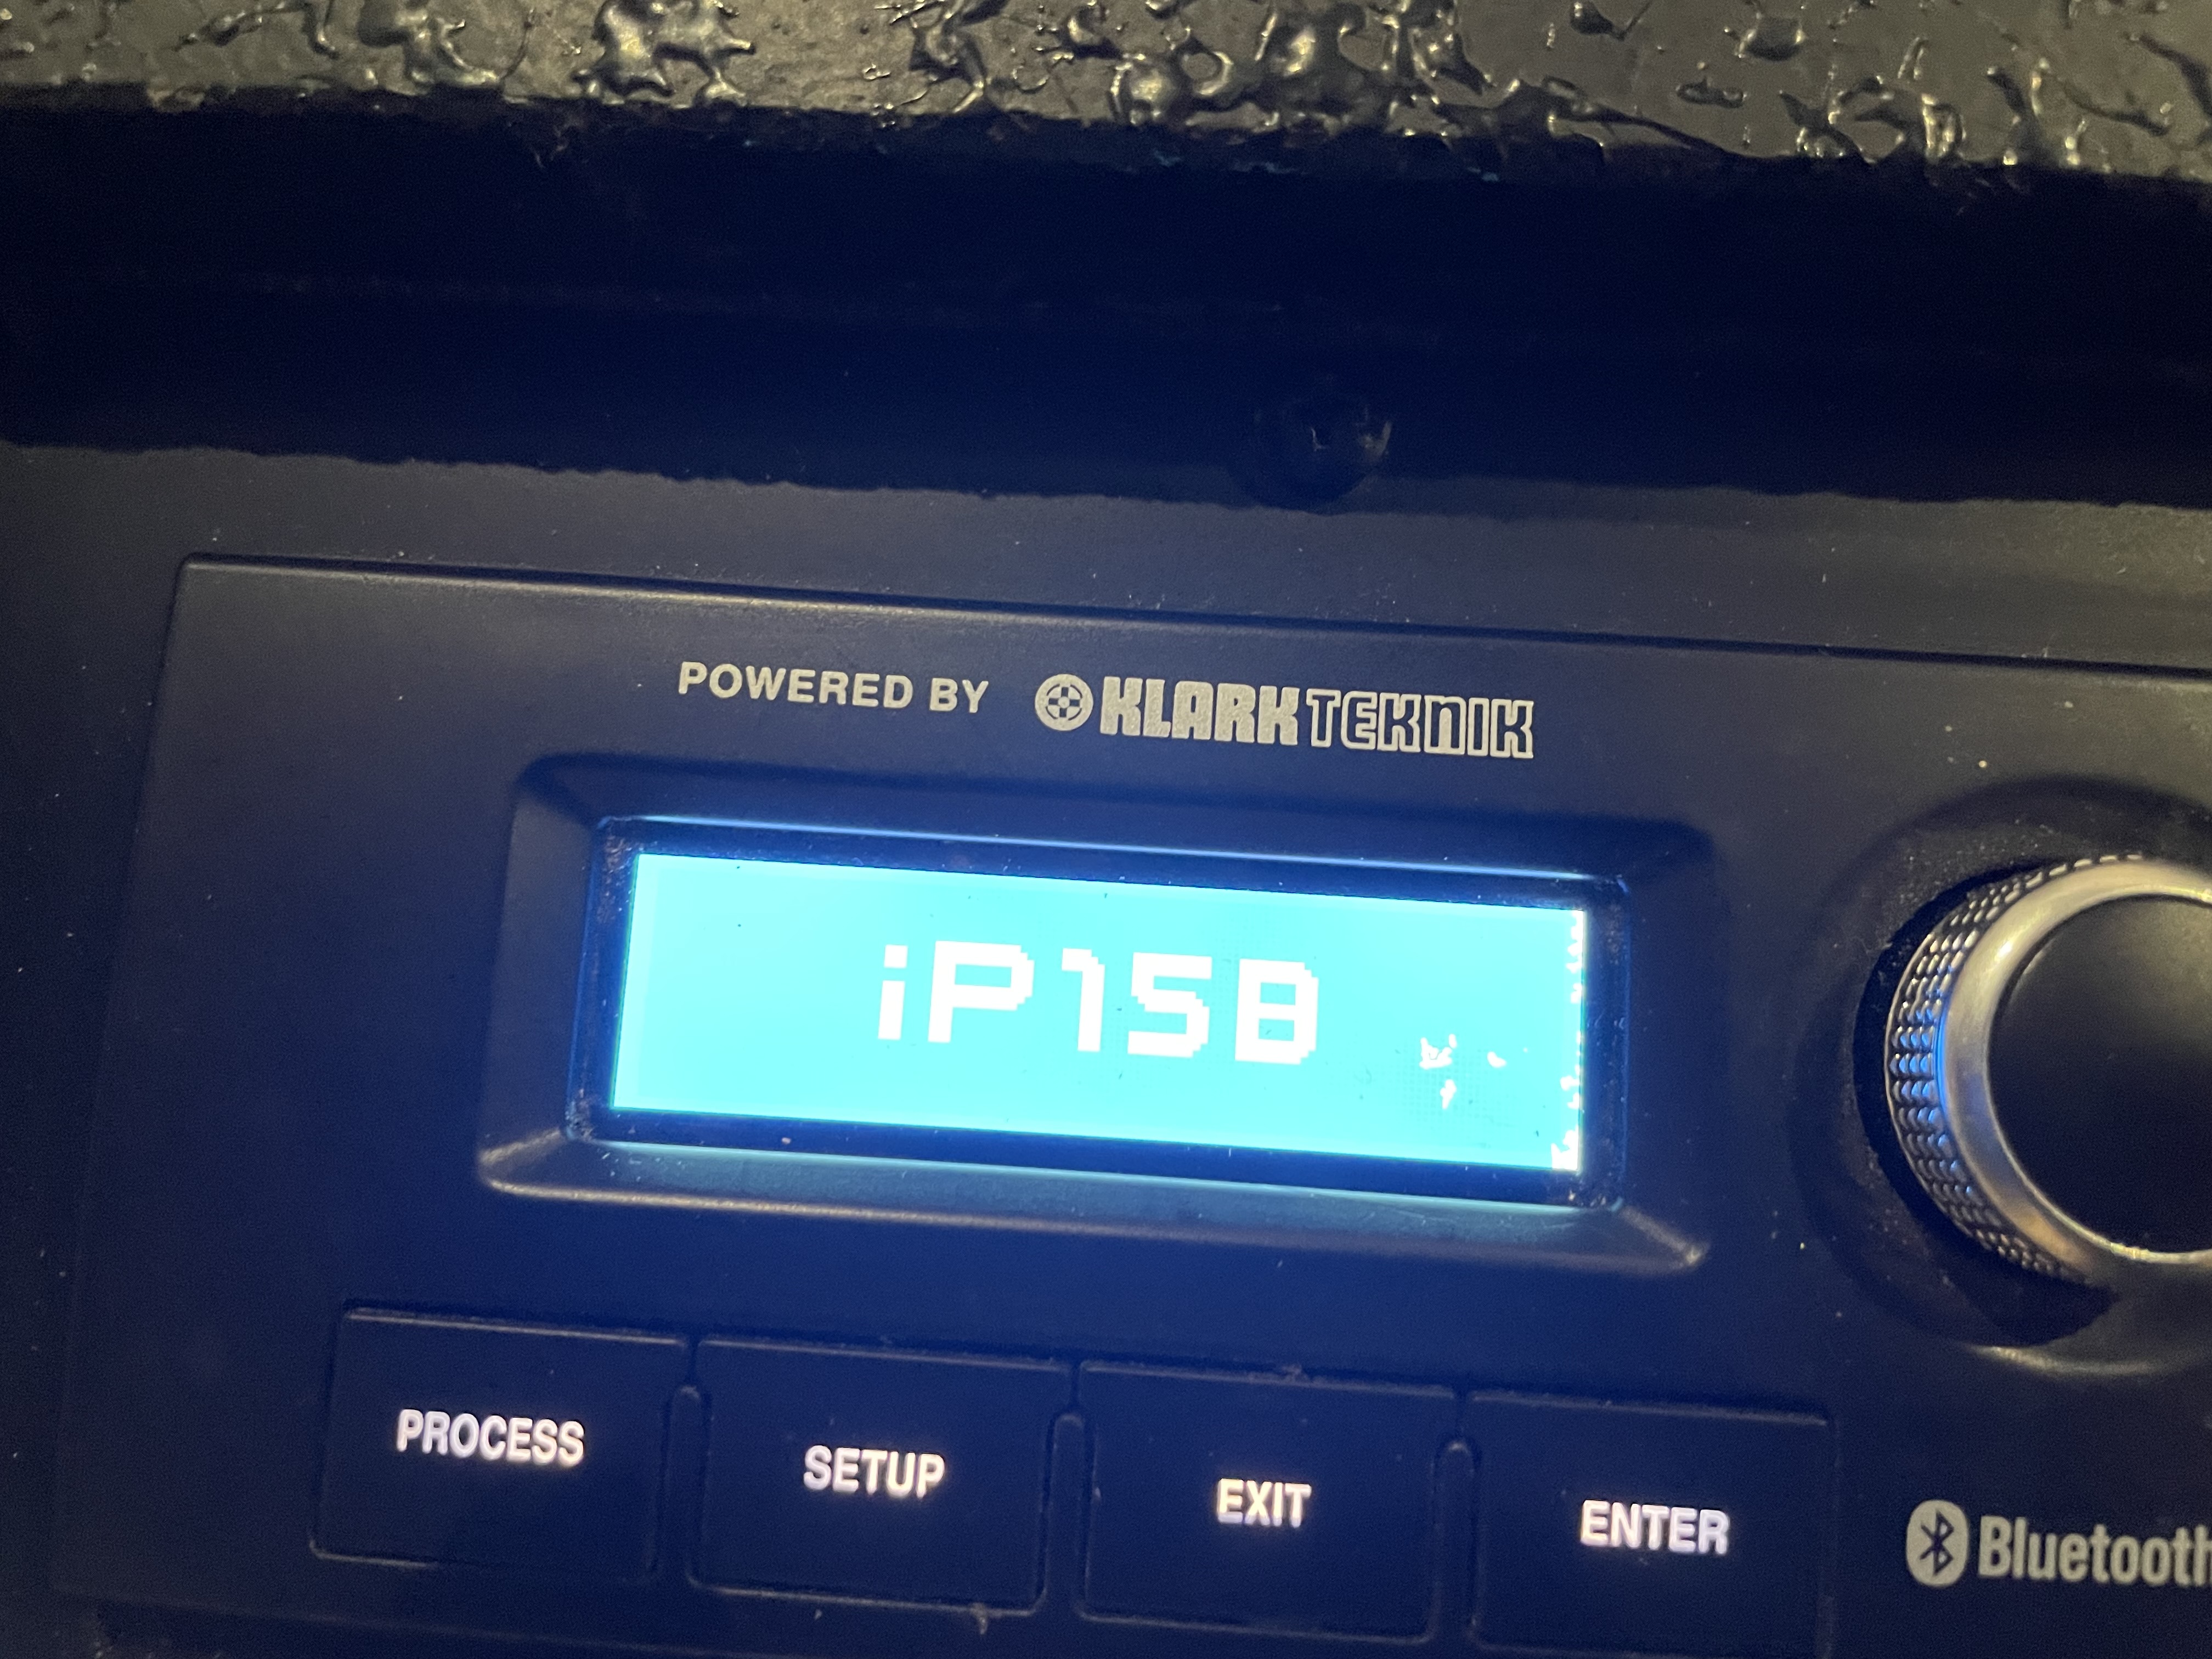 POWERED BY KLARK TEKNIK
iP15B
PROCESS SETUP EXIT ENTER
Bluetooth